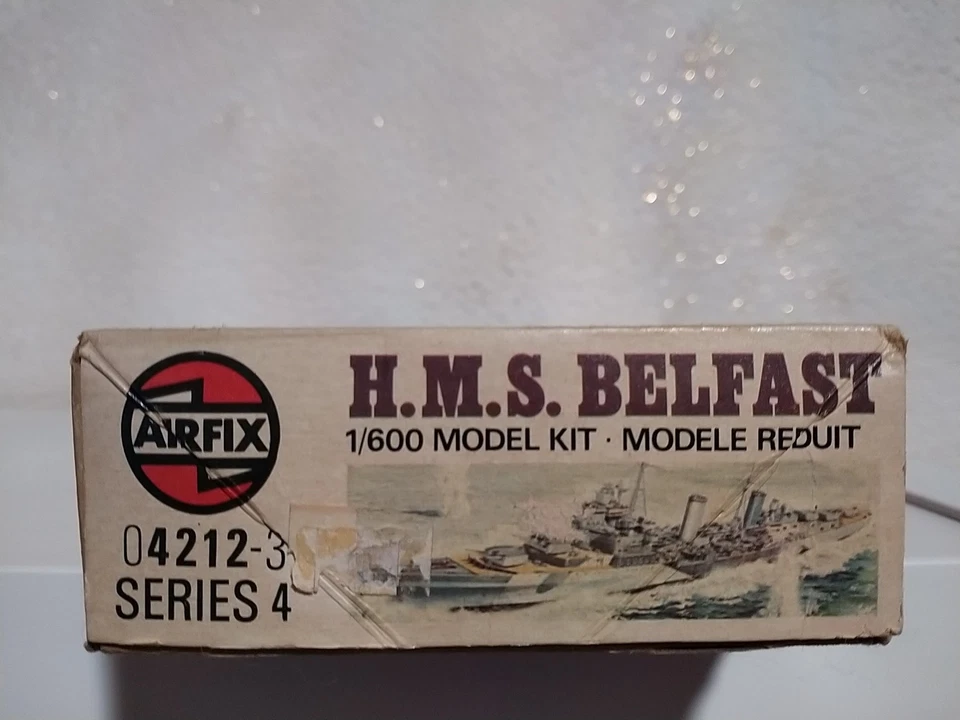 AIRFIX
H.M.S. BELFAST
1/600 MODEL KIT · MODELE REDUIT
04212-3
SERIES 4